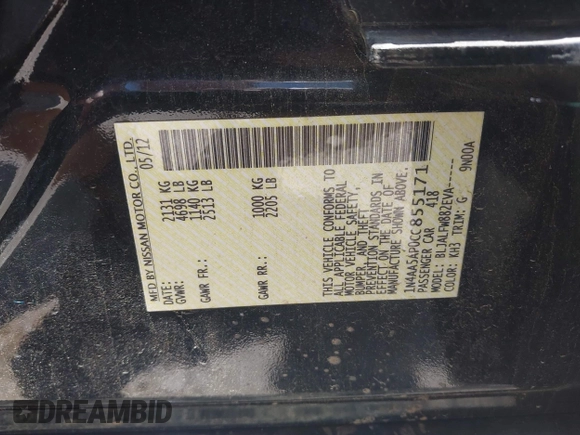 MFD BY NISSAN MOTOR CO., LTD.
DATE: 05/12
GVWR: 2131 KG
4698 LB
GAWR FR: 1140 KG
2513 LB
GAWR RR: 1000 KG
2205 LB
THIS VEHICLE CONFORMS TO
ALL APPLICABLE FEDERAL
MOTOR VEHICLE SAFETY,
BUMPER, AND THEFT
PREVENTION STANDARDS IN
EFFECT ON THE DATE OF
MANUFACTURE SHOWN ABOVE.
1N4AA5AP0CC855171
PASSENGER CAR 418
MODEL: BLJALFW882EVA-----
COLOR: KH3 TRIM: G 9N00A
DREAMBID